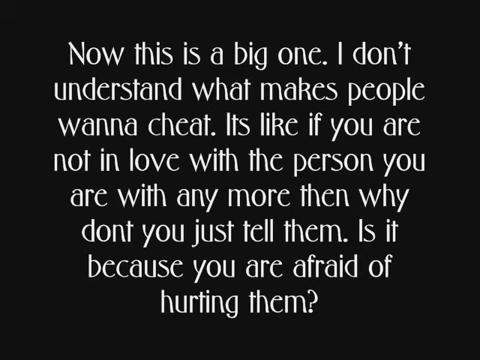 Now this is a big one. I don't
understand what makes people
wanna cheat. Its like if you are
not in love with the person you
are with any more then why
dont you just tell them. Is it
because you are afraid of
hurting them?